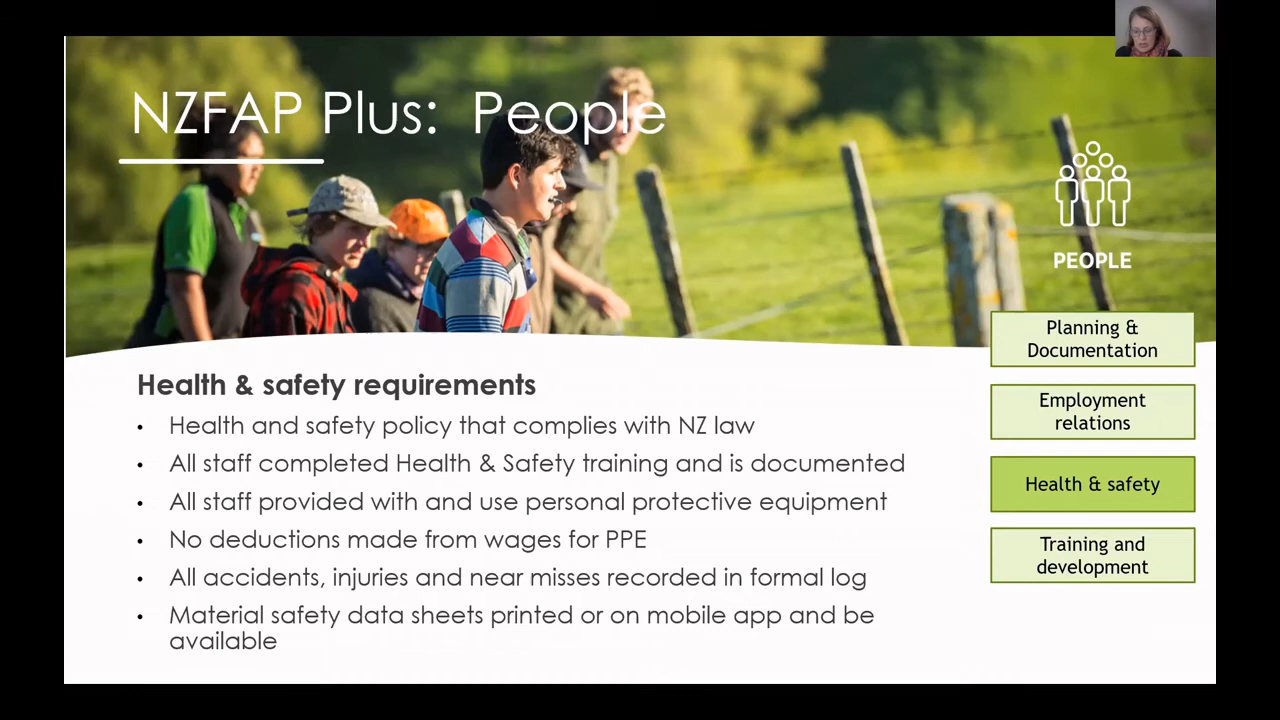 NZFAP Plus:  People
PEOPLE
Planning &
Documentation
Employment
relations
Health & safety
Training and
development
Health & safety requirements
• Health and safety policy that complies with NZ law
• All staff completed Health & Safety training and is documented
• All staff provided with and use personal protective equipment
• No deductions made from wages for PPE
• All accidents, injuries and near misses recorded in formal log
• Material safety data sheets printed or on mobile app and be
available